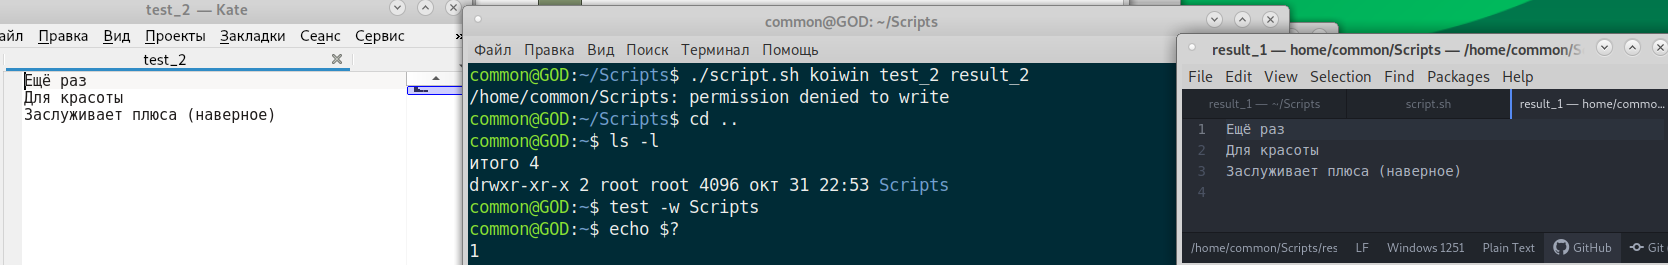 test_2 — Kate
айл Правка Вид Проекты Закладки Сеанс Сервис »
test_2
Ещё раз
Для красоты
Заслуживает плюса (наверное)
common@GOD: ~/Scripts
Файл Правка Вид Поиск Терминал Помощь
common@GOD:~/Scripts$ ./script.sh koiwin test_2 result_2
/home/common/Scripts: permission denied to write
common@GOD:~/Scripts$ cd ..
common@GOD:~$ ls -l
итого 4
drwxr-xr-x 2 root root 4096 окт 31 22:53 Scripts
common@GOD:~$ test -w Scripts
common@GOD:~$ echo $?
1
result_1 — home/common/Scripts — /home/common/S
File Edit View Selection Find Packages Help
result_1 — ~/Scripts script.sh result_1 — home/commo...
1 Ещё раз
2 Для красоты
3 Заслуживает плюса (наверное)
4
/home/common/Scripts/res LF Windows 1251 Plain Text GitHub Git